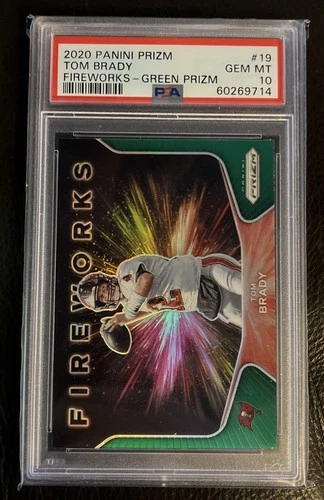 2020 PANINI PRIZM #19
TOM BRADY GEM MT
FIREWORKS - GREEN PRIZM 10
PSA 60269714
FIREWORKS
PANINI
PRIZM
TOM
BRADY